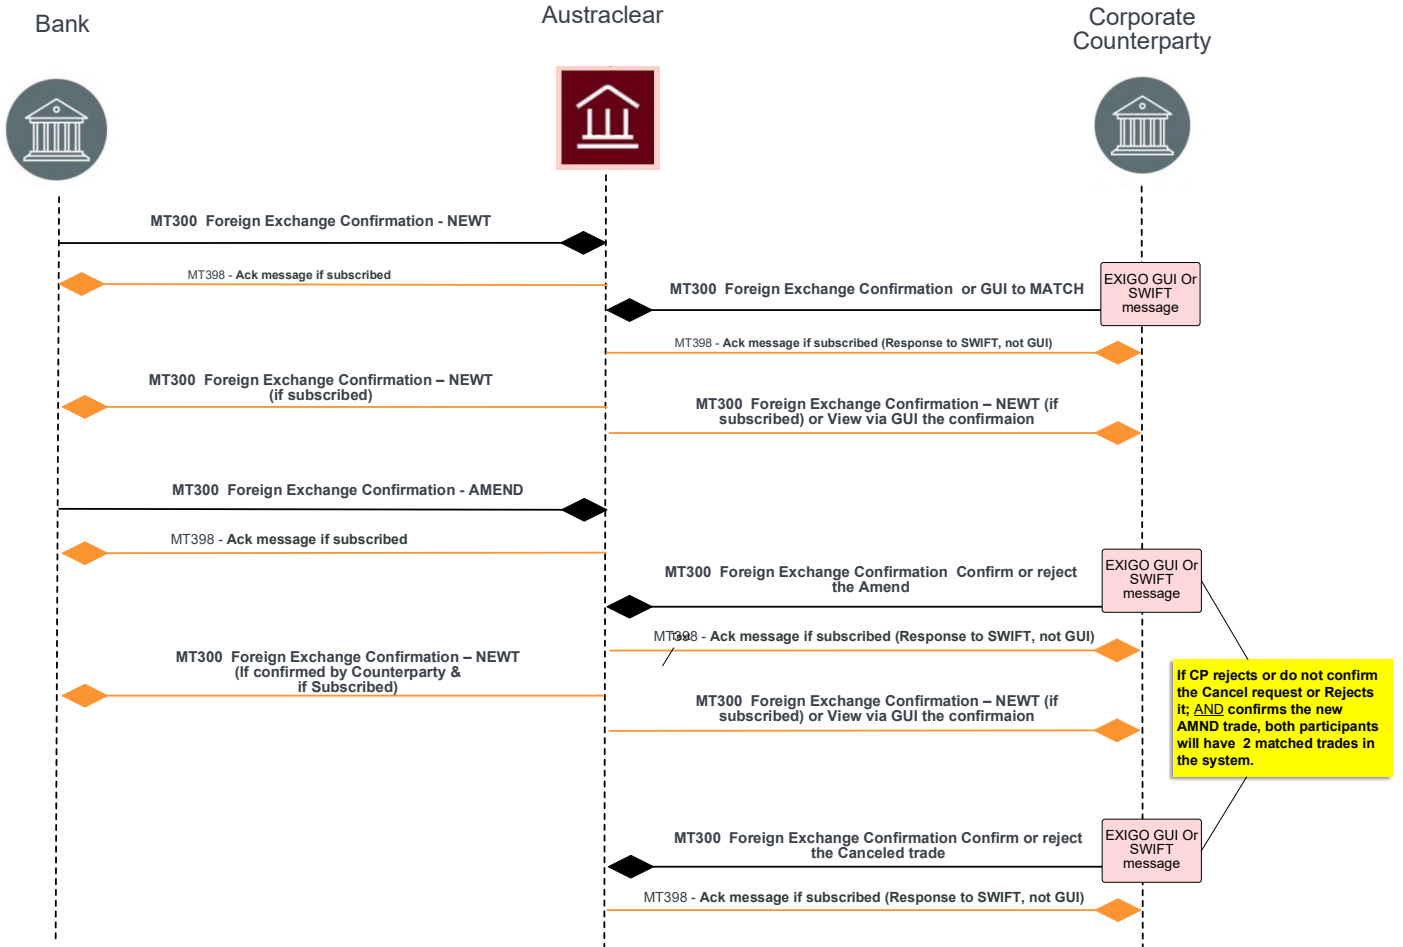 Bank
Austraclear
Corporate
Counterparty
MT300  Foreign Exchange Confirmation - NEWT
MT398 - Ack message if subscribed
EXIGO GUI Or
SWIFT
message
MT300  Foreign Exchange Confirmation  or GUI to MATCH
MT398 - Ack message if subscribed (Response to SWIFT, not GUI)
MT300  Foreign Exchange Confirmation – NEWT
(if subscribed)
MT300  Foreign Exchange Confirmation – NEWT (if
subscribed) or View via GUI the confirmaion
MT300  Foreign Exchange Confirmation - AMEND
MT398 - Ack message if subscribed
EXIGO GUI Or
SWIFT
message
MT300  Foreign Exchange Confirmation  Confirm or reject
the Amend
MT398 - Ack message if subscribed (Response to SWIFT, not GUI)
Text
MT300  Foreign Exchange Confirmation – NEWT
(If confirmed by Counterparty &
if Subscribed)
MT300  Foreign Exchange Confirmation – NEWT (if
subscribed) or View via GUI the confirmaion
If CP rejects or do not confirm
the Cancel request or Rejects
it; AND confirms the new
AMND trade, both participants
will have  2 matched trades in
the system.
MT300  Foreign Exchange Confirmation Confirm or reject
the Canceled trade
EXIGO GUI Or
SWIFT
message
MT398 - Ack message if subscribed (Response to SWIFT, not GUI)